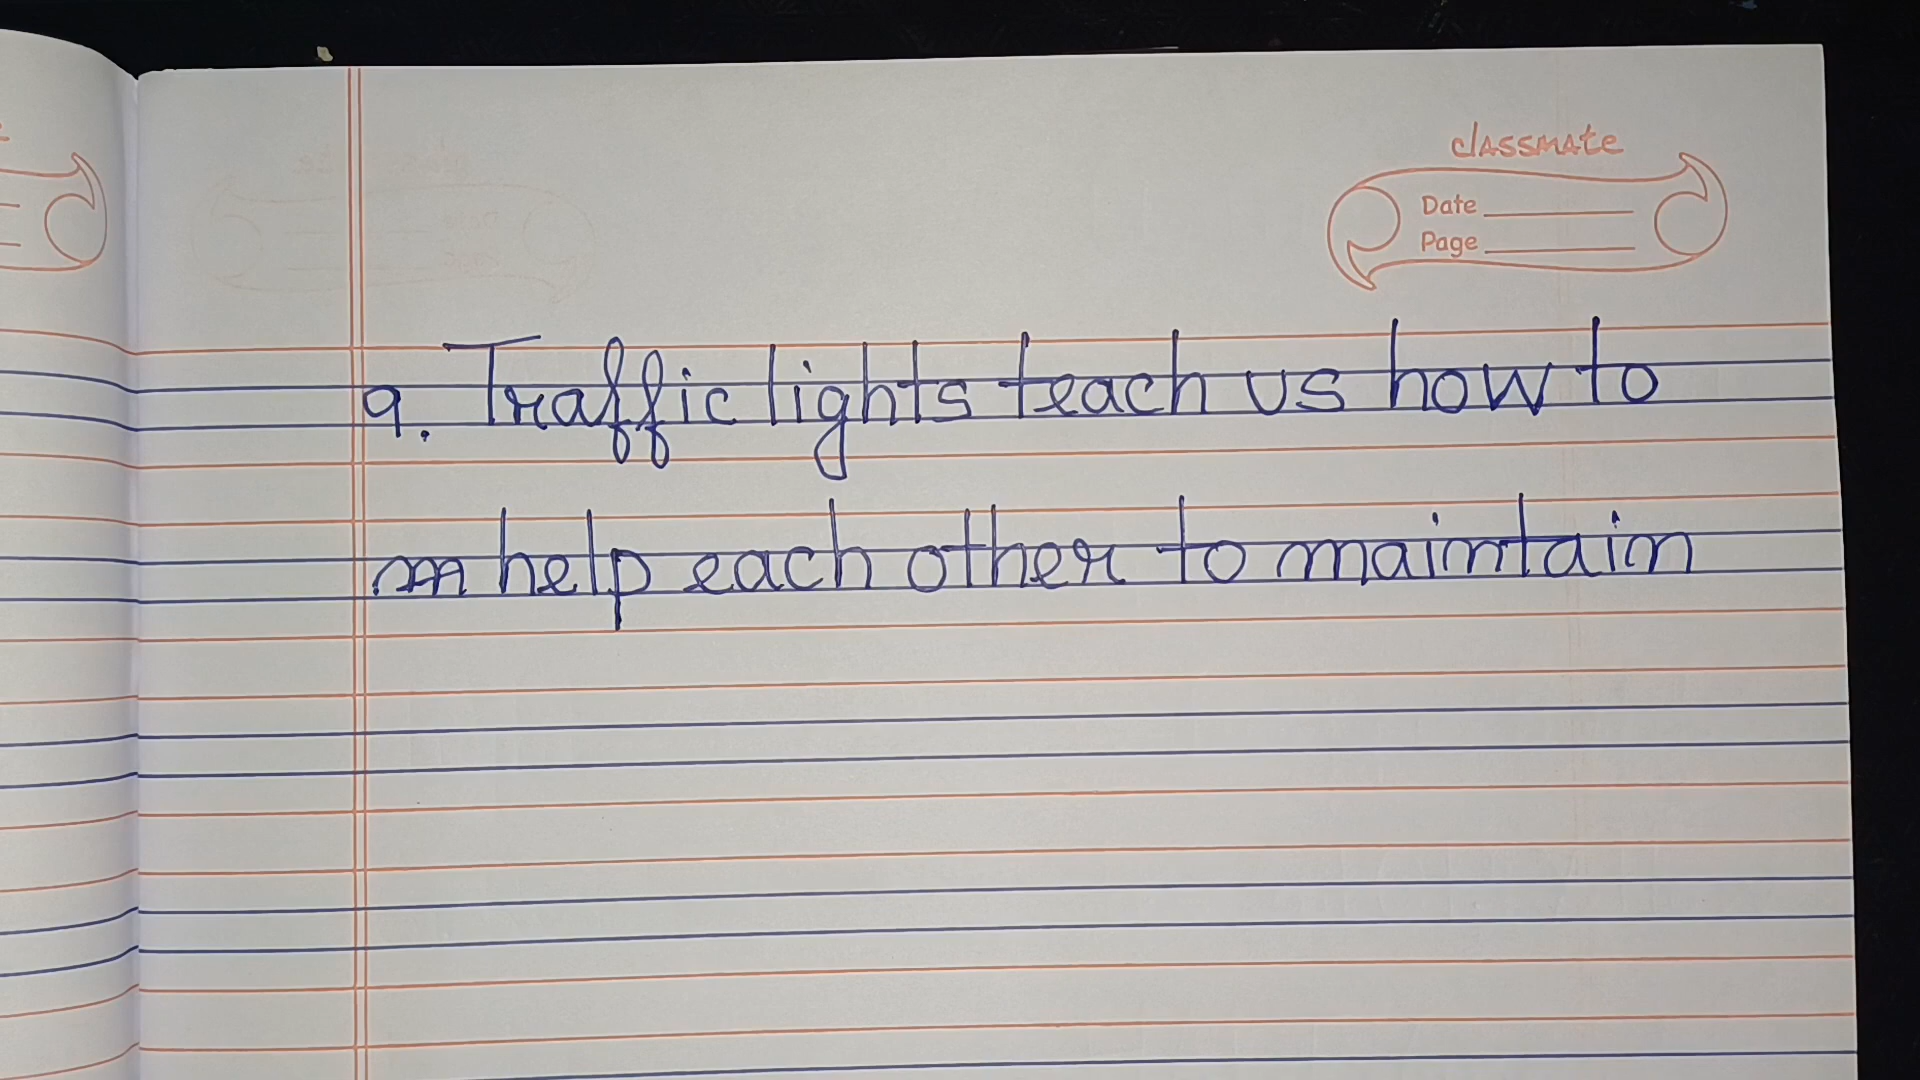 classmate
Date
Page
9. Traffic lights teach us how to
help each other to maintain